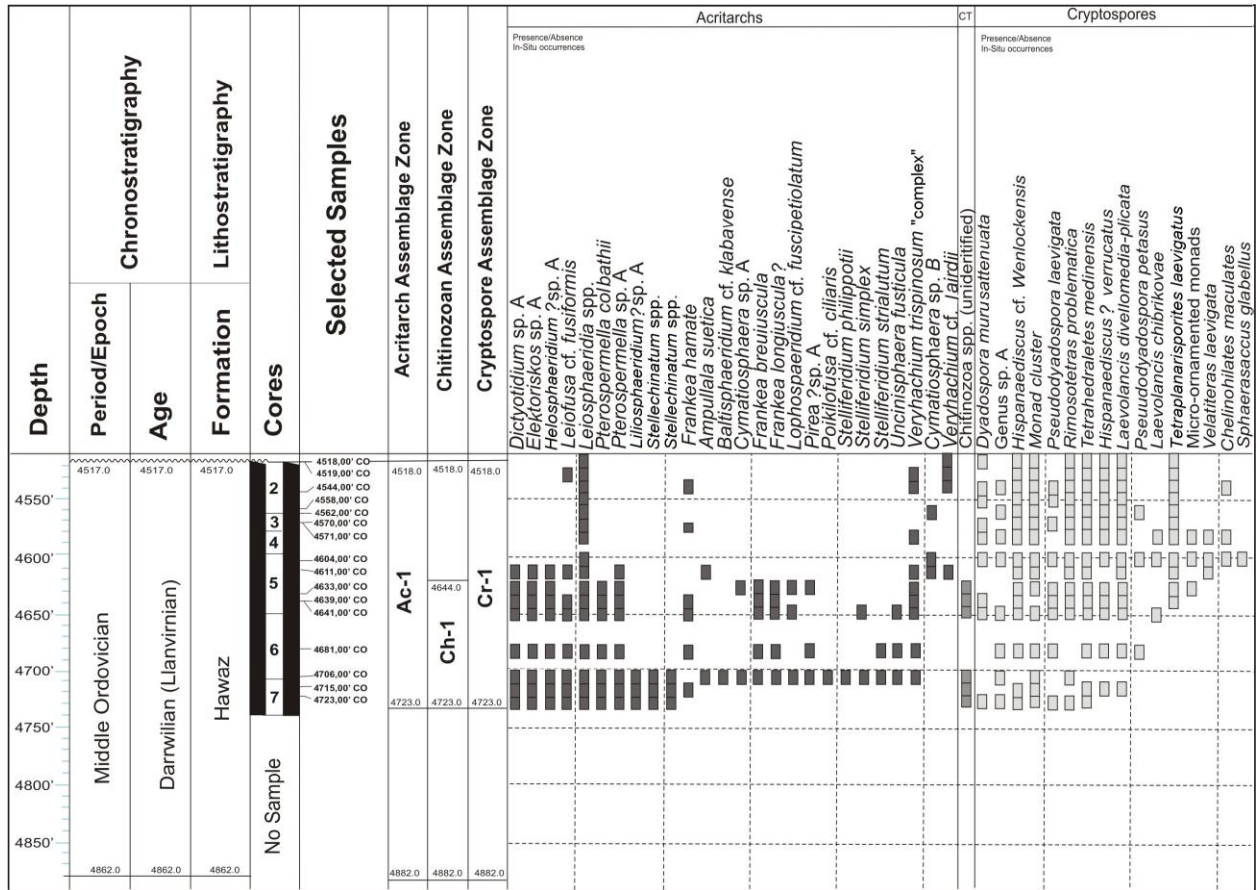 Acritarchs
CT
Cryptospores
Presence/Absence
In-Situ occurrences
Presence/Absence
In-Situ occurrences
Depth
Chronostratigraphy
Period/Epoch
Age
Lithostratigraphy
Formation
Cores
Selected Samples
Acritarch Assemblage Zone
Chitinozoan Assemblage Zone
Cryptospore Assemblage Zone
Dictyotidium sp. A
Elektoriskos sp. A
Helosphaeridium ?sp. A
Leiofusa cf. fusiformis
Leiosphaeridia spp.
Pterospermella colbathii
Pterospermella sp. A
Liliosphaeridium? sp. A
Stellechinatum spp.
Stelechinatum spp.
Frankea hamate
Ampullula suetica
Baltisphaeridium cf. klabavense
Cymatiosphaera sp. A
Frankea breuiuscula
Frankea longiuscula?
Lophospaeridium cf. fuscipetiolatum
Pirea ?sp. A
Poikilofusa cf. ciliaris
Stelliferidium philippotii
Stelliferidium simplex
Stelliferidium strialutum
Uncinisphaera fusticula
Veryhachium trispinosum "complex"
Cymatiosphaera sp. B
Veryhachium cf. lairdii
Chitinozoa spp. (unideritified)
Dyadospora murusattenuata
Genus sp. A
Hispanaediscus cf. Wenlockensis
Monad cluster
Pseudodyadospora laevigata
Rimosotetras problematica
Tetrahedraletes medinensis
Hispanaediscus? verrucatus
Laevolancis divellomedia-plicata
Pseuudodyadospora petasus
Laevolancis chibrikovae
Tetraplanarisporites laevigatus
Micro-ornamented monads
Velatiteras laevigata
Chelinohilates maculates
Sphaerasaccus glabellus
4517.0
4517.0
4517.0
4518,00' CO
4519,00' CO
4544,00' CO
4558,00' CO
4562,00' CO
4570,00' CO
4571,00' CO
4604,00' CO
4611,00' CO
4633,00' CO
4639,00' CO
4641,00' CO
4681,00' CO
4706,00' CO
4715,00' CO
4723,00' CO
4518.0
4518.0
4518.0
4550'
4600'
4650'
4700'
4750'
4800'
4850'
2
3
4
5
6
7
Middle Ordovician
Darrwilian (Llanvirnian)
Hawaz
No Sample
Ac-1
4644.0
Ch-1
Cr-1
4723.0
4723.0
4723.0
4862.0
4862.0
4862.0
4882.0
4882.0
4882.0